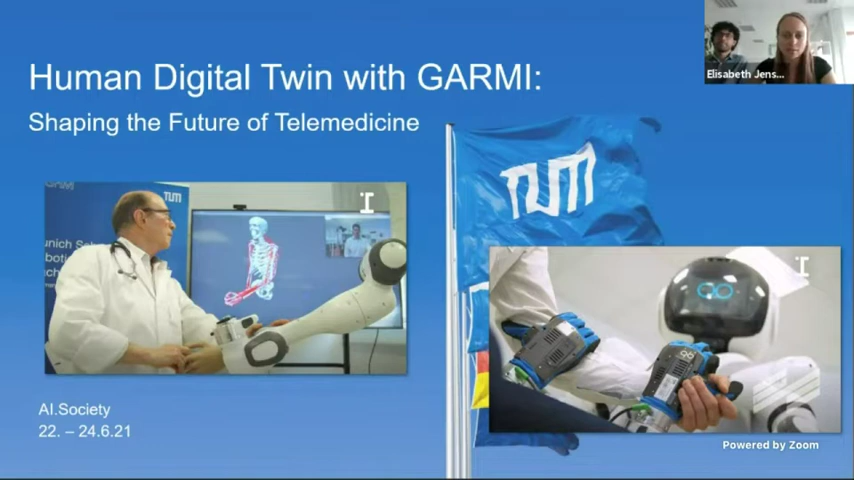 Human Digital Twin with GARMI:
Shaping the Future of Telemedicine
Elisabeth Jens...
TUM
TUM
AI.Society
22. – 24.6.21
Powered by Zoom